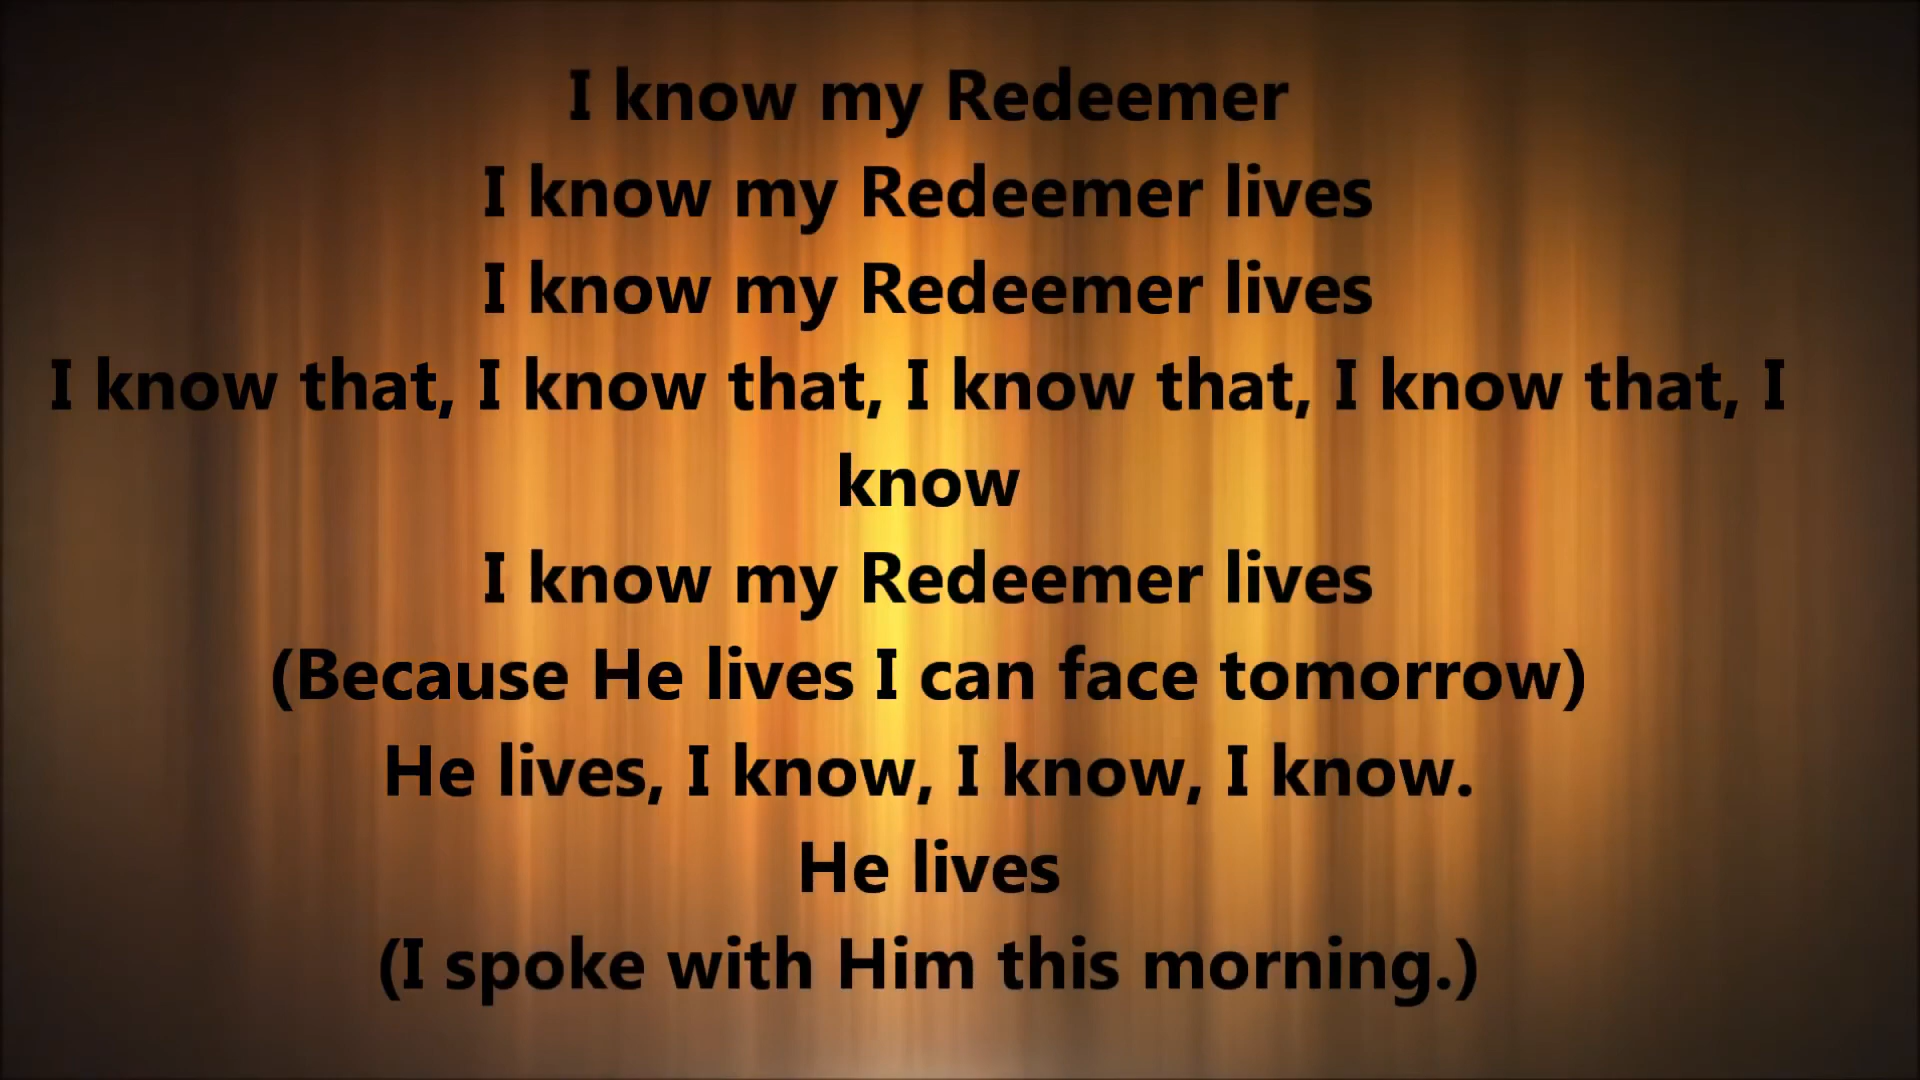 I know my Redeemer
I know my Redeemer lives
I know my Redeemer lives
I know that, I know that, I know that, I know that, I
know
I know my Redeemer lives
(Because He lives I can face tomorrow)
He lives, I know, I know, I know.
He lives
(I spoke with Him this morning.)